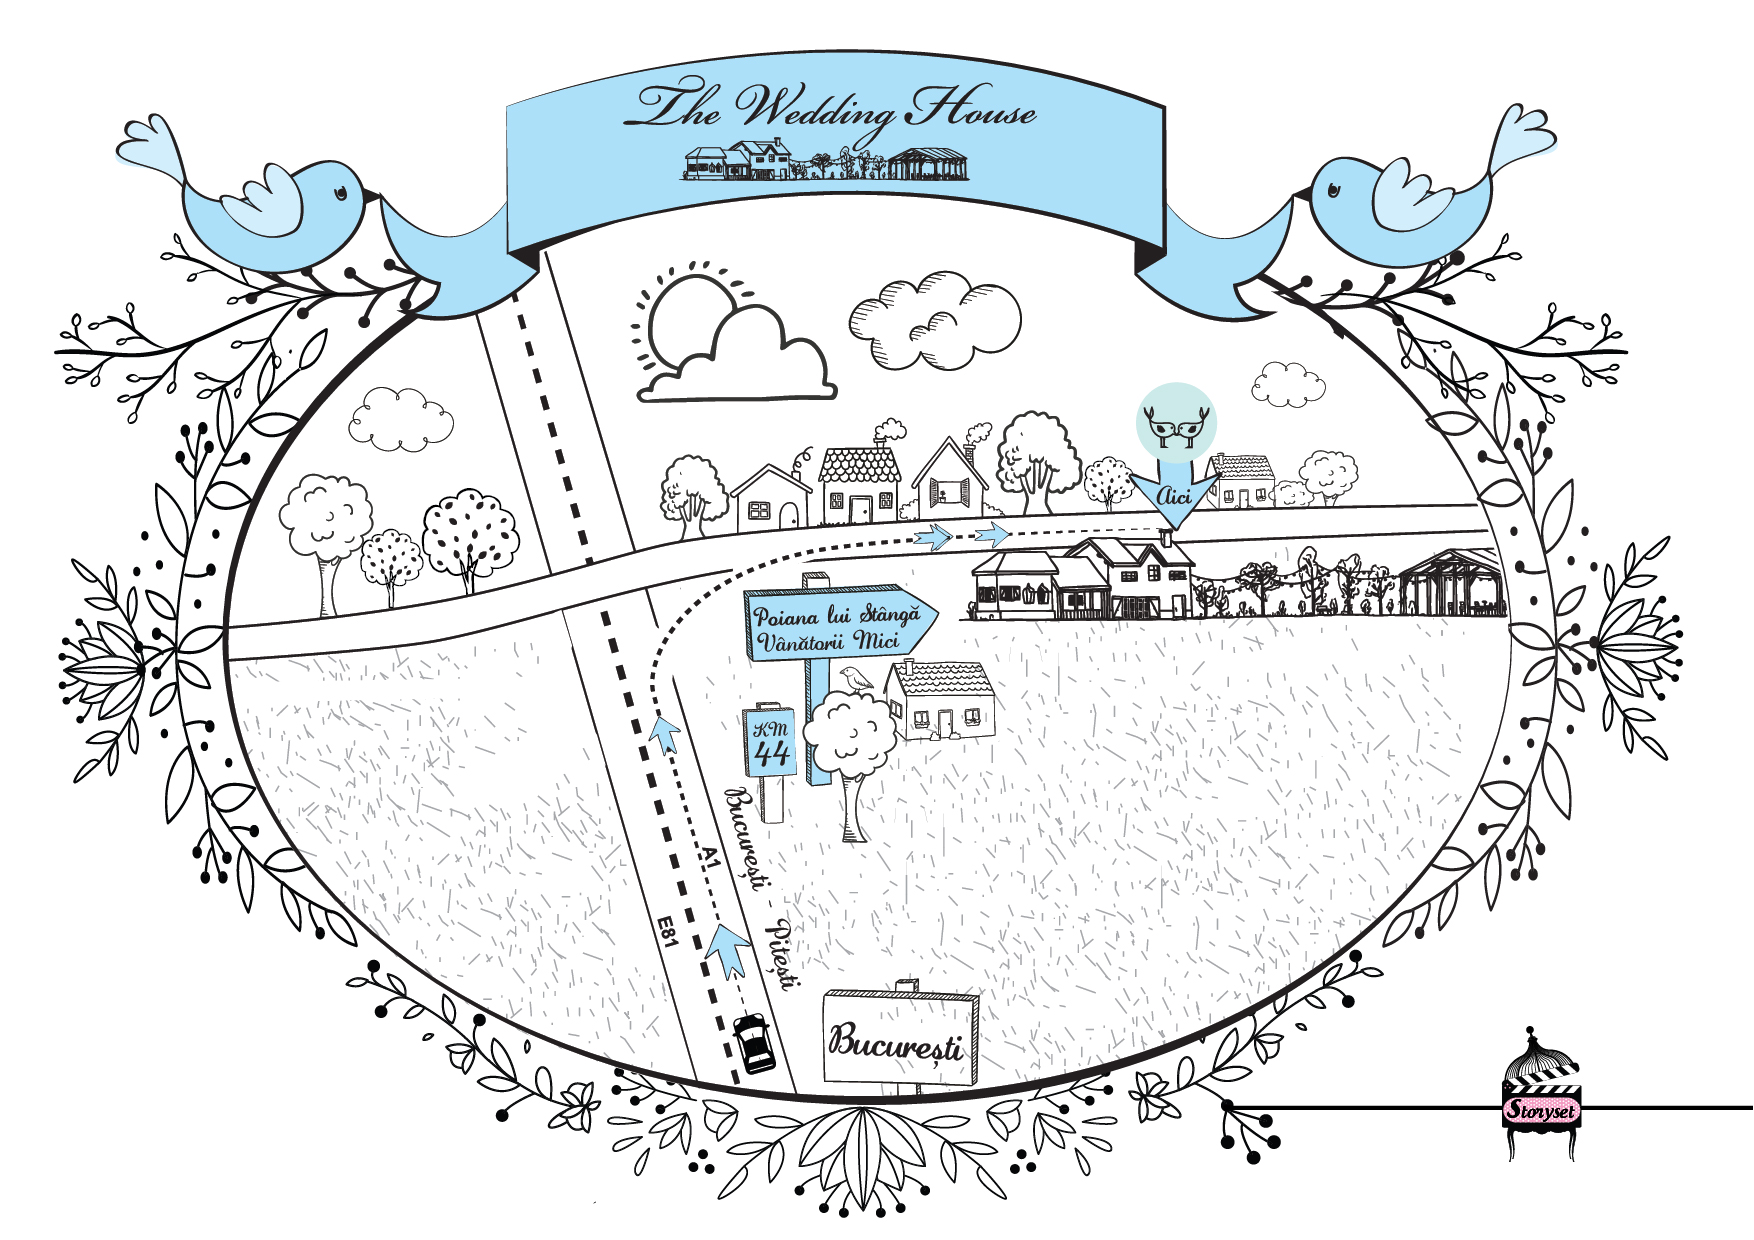 The Wedding House
Aici
Poiana lui Stângă
Vânătorii Mici
KM
44
București - Pitești
A1
E81
București
Storyset